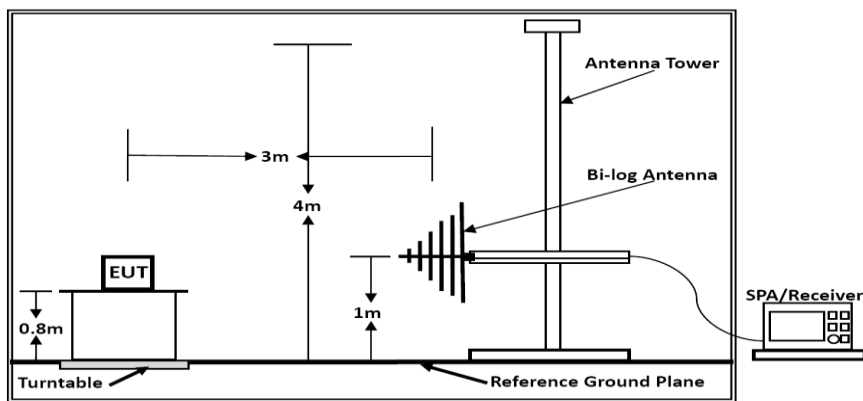 Antenna Tower
3m
Bi-log Antenna
4m
EUT
SPA/Receiver
0.8m
1m
Turntable
Reference Ground Plane